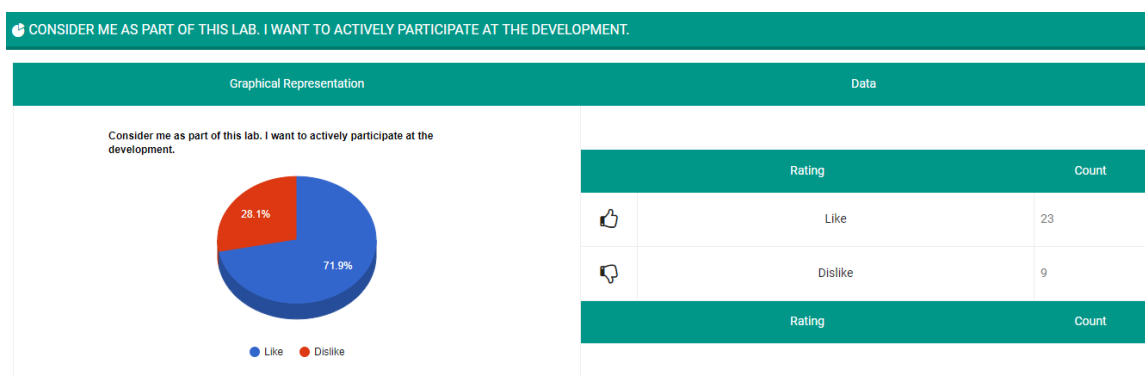 CONSIDER ME AS PART OF THIS LAB. I WANT TO ACTIVELY PARTICIPATE AT THE DEVELOPMENT.
Graphical Representation
Data
Consider me as part of this lab. I want to actively participate at the
development.
28.1%
71.9%
Like
Dislike
Rating
Count
Like
23
Dislike
9
Rating
Count